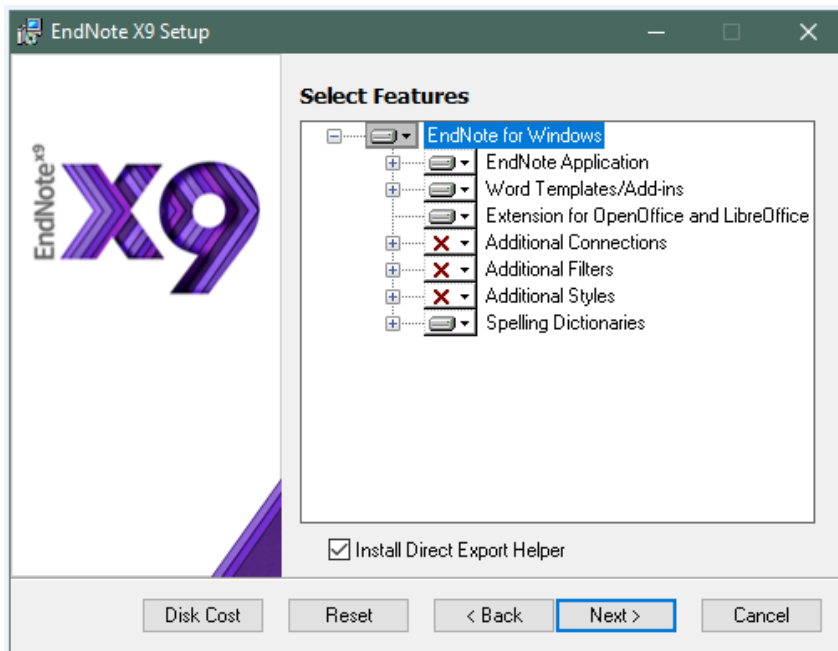 EndNote X9 Setup
EndNote X9
X9
Select Features
EndNote for Windows
EndNote Application
Word Templates/Add-ins
Extension for OpenOffice and LibreOffice
Additional Connections
Additional Filters
Additional Styles
Spelling Dictionaries
Install Direct Export Helper
Disk Cost
Reset
< Back
Next >
Cancel